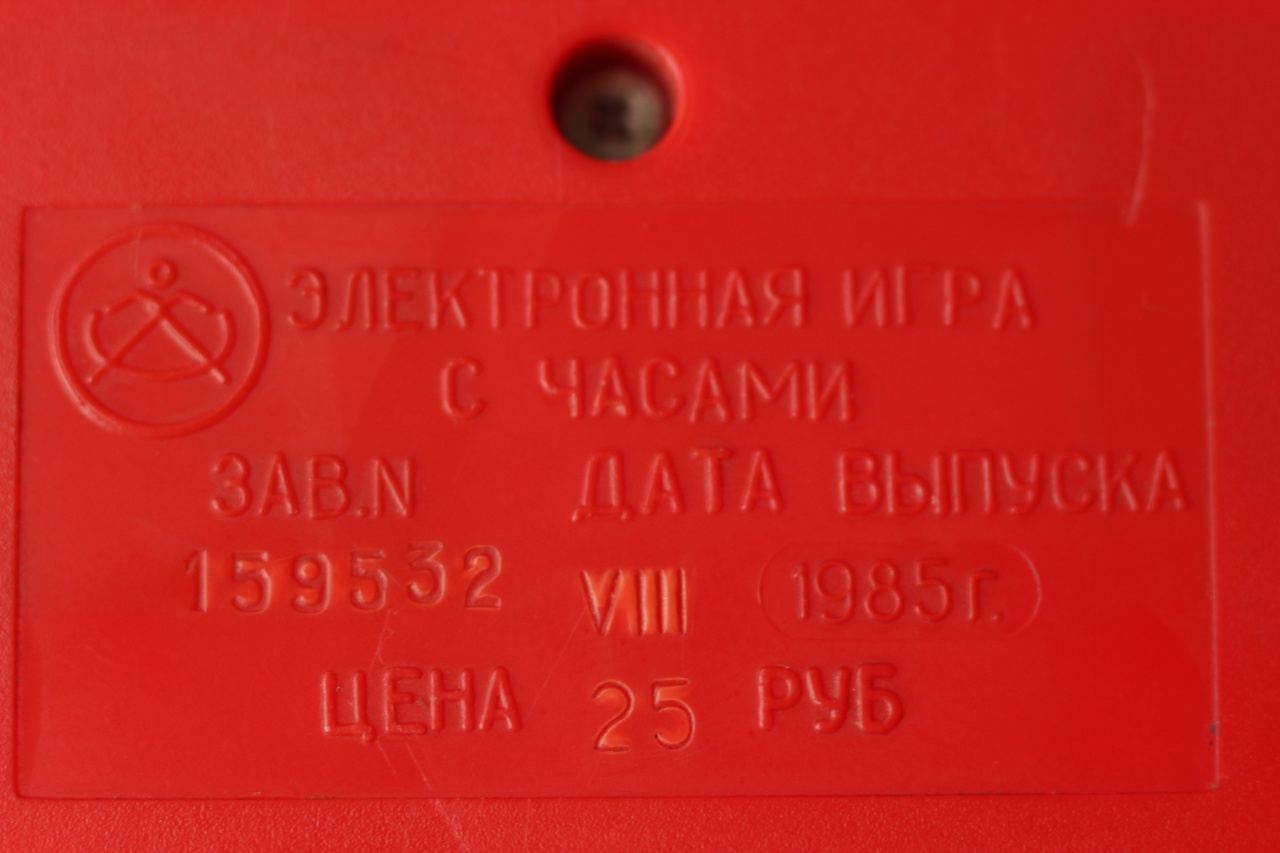 ЭЛЕКТРОННАЯ ИГРА
С ЧАСАМИ
ЗАВ.N ДАТА ВЫПУСКА
159532 VIII 1985г.
ЦЕНА 25 РУБ